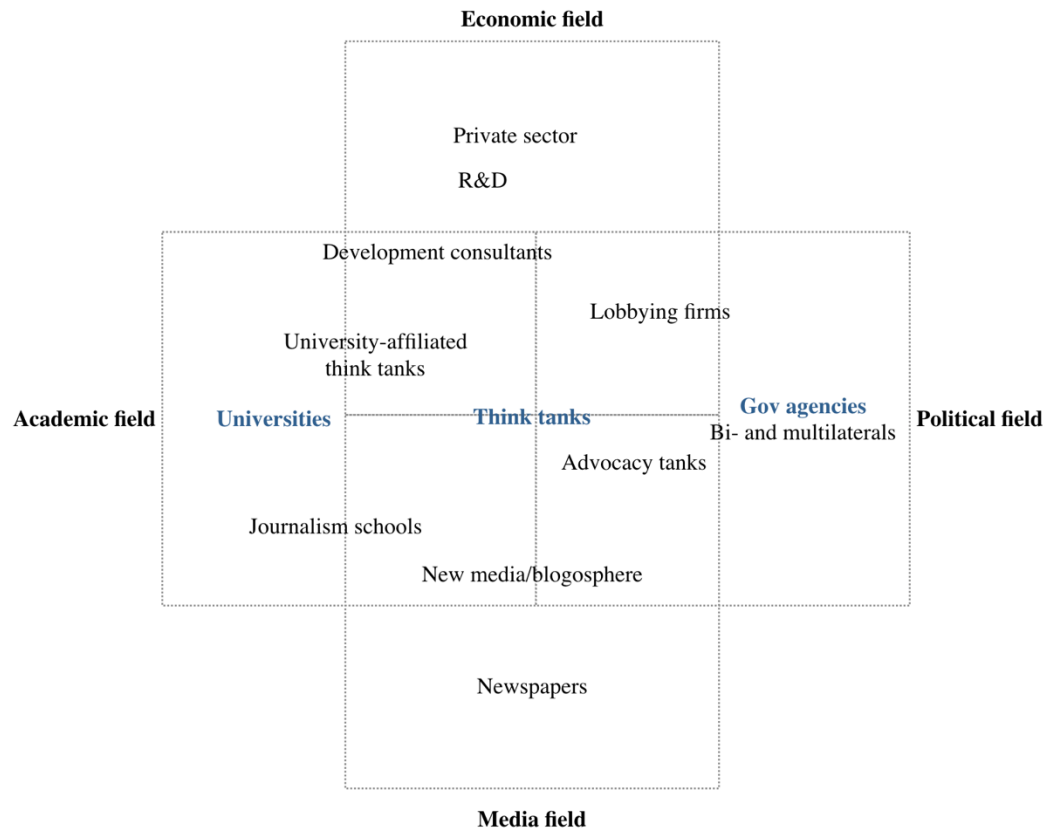 Economic field
Private sector
R&D
Development consultants
Lobbying firms
University-affiliated
think tanks
Academic field
Universities
Think tanks
Gov agencies
Bi- and multilaterals
Political field
Advocacy tanks
Journalism schools
New media/blogosphere
Newspapers
Media field